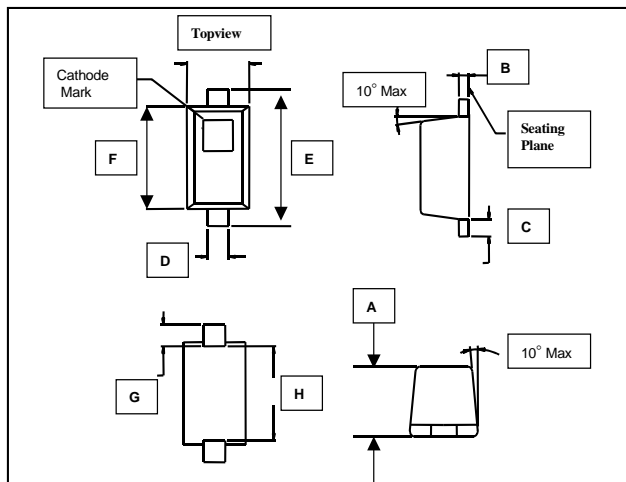 Topview
Cathode
Mark
B
10° Max
Seating
Plane
F
E
C
D
A
10° Max
G
H